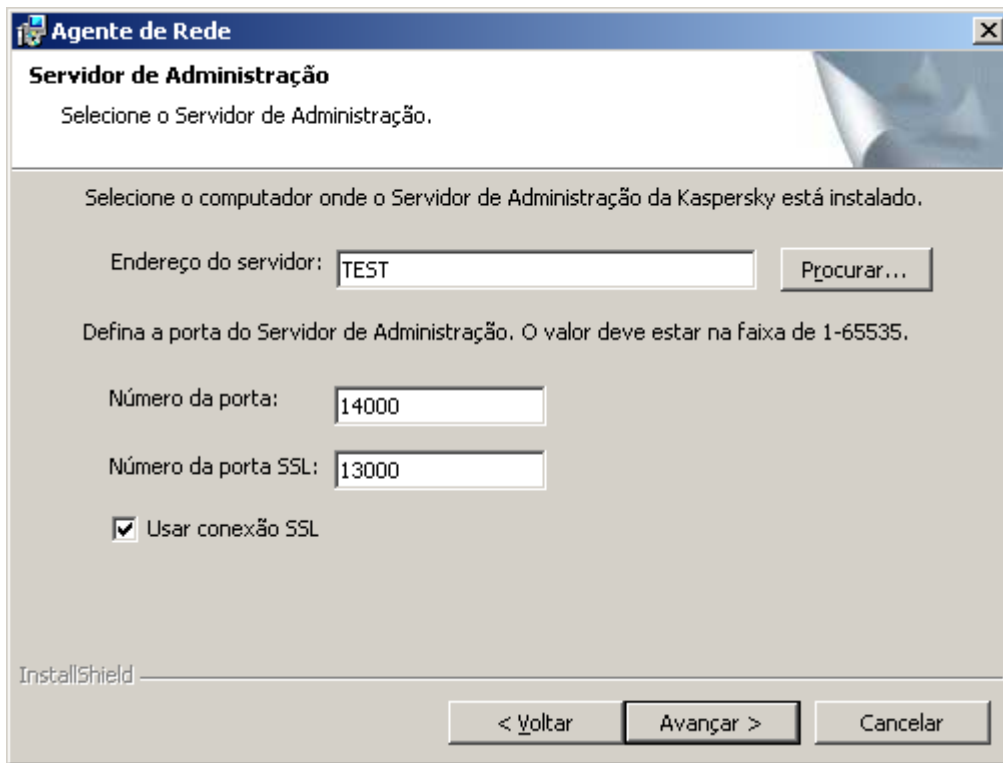 Agente de Rede
Servidor de Administração
Selecione o Servidor de Administração.
Selecione o computador onde o Servidor de Administração da Kaspersky está instalado.
Endereço do servidor: TEST Procurar...
Defina a porta do Servidor de Administração. O valor deve estar na faixa de 1-65535.
Número da porta: 14000
Número da porta SSL: 13000
Usar conexão SSL
InstallShield
< Voltar Avançar > Cancelar